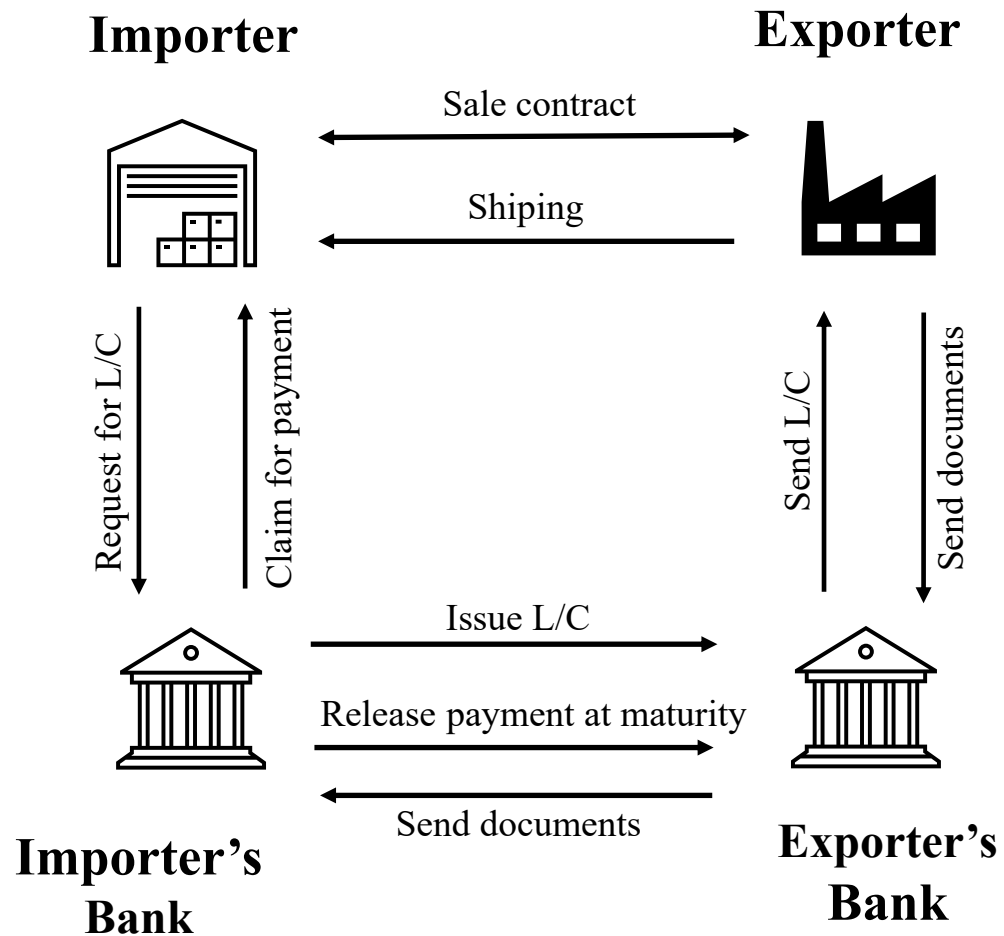 Importer
Exporter
Sale contract
Shiping
Request for L/C
Claim for payment
Send L/C
Send documents
Issue L/C
Release payment at maturity
Send documents
Importer’s
Bank
Exporter’s
Bank